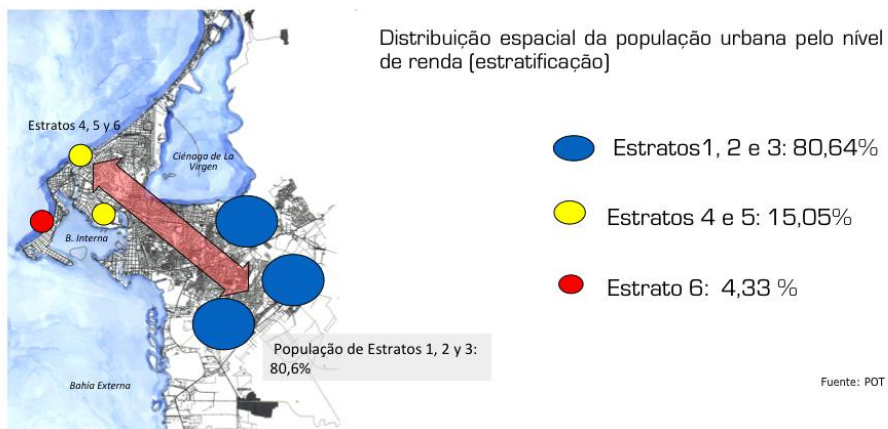 Distribuição espacial da população urbana pelo nível
de renda (estratificação)
Estratos 4, 5 y 6
Ciénaga de La
Virgen
B. Interna
Estratos1, 2 e 3: 80,64%
Estratos 4 e 5: 15,05%
Estrato 6: 4,33 %
População de Estratos 1, 2 y 3:
80,6%
Bahía Externa
Fuente: POT